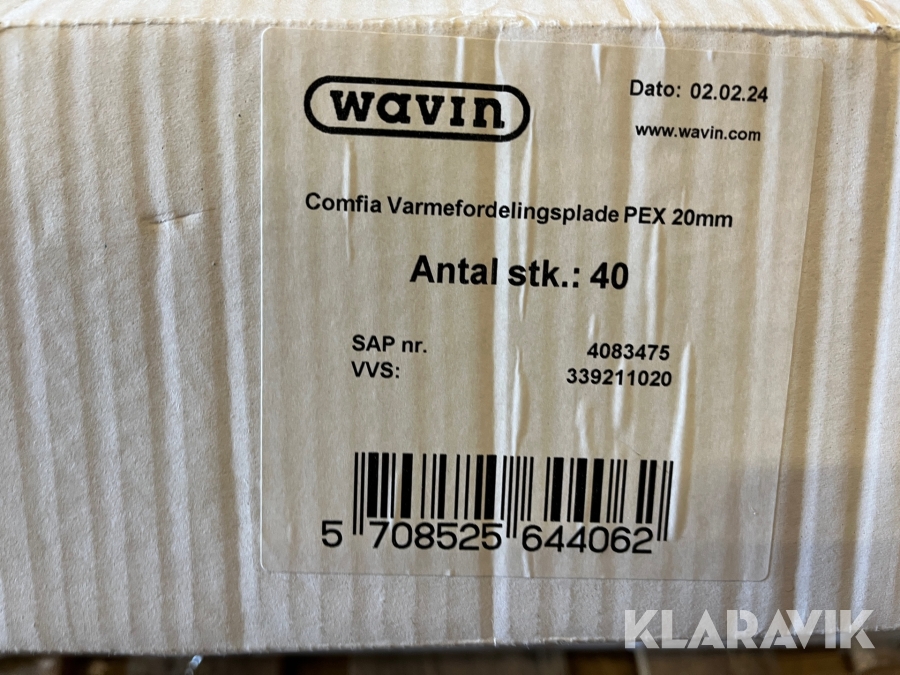 wavin
Dato: 02.02.24
www.wavin.com
Comfia Varmefordelingsplade PEX 20mm
Antal stk.: 40
SAP nr. 4083475
VVS: 339211020
5 708525 644062
KLARAVIK